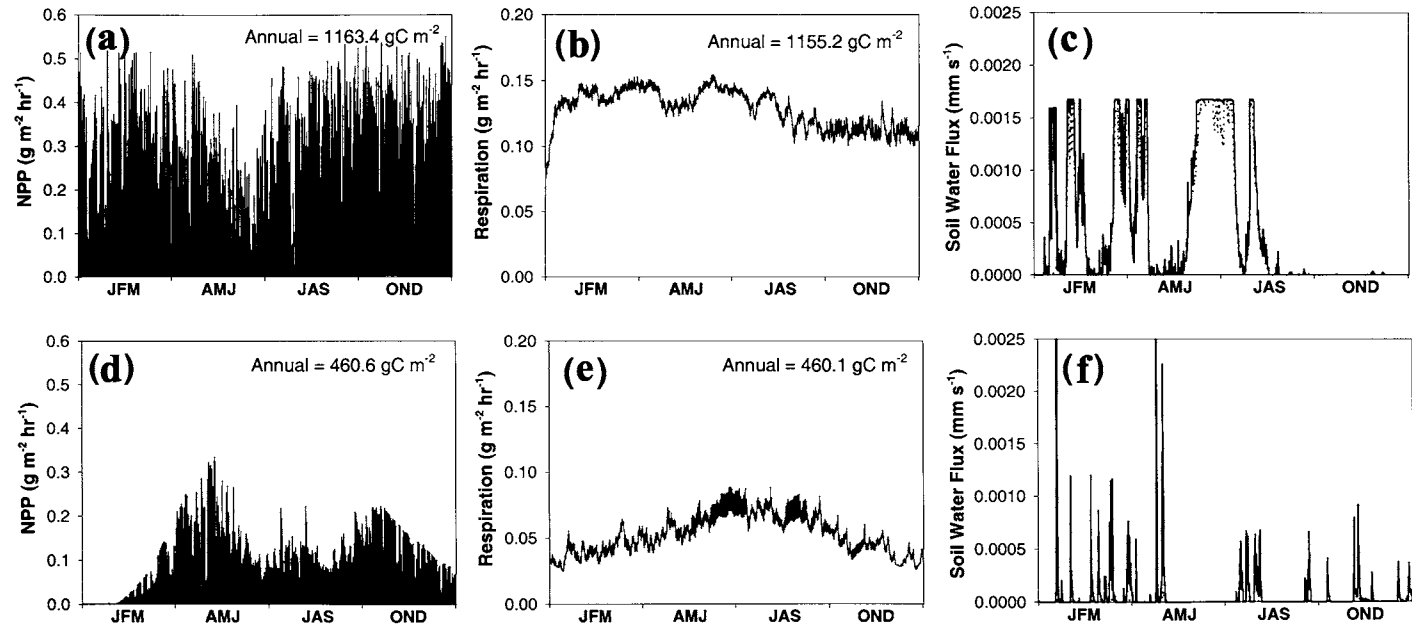 (a)
Annual = 1163.4 gC m-2
NPP (g m-2 hr-1)
0.6
0.5
0.4
0.3
0.2
0.1
0.0
JFM AMJ JAS OND
(b)
Annual = 1155.2 gC m-2
Respiration (g m-2 hr-1)
0.20
0.15
0.10
0.05
0.00
JFM AMJ JAS OND
(c)
Soil Water Flux (mm s-1)
0.0025
0.0020
0.0015
0.0010
0.0005
0.0000
JFM AMJ JAS OND
(d)
Annual = 460.6 gC m-2
NPP (g m-2 hr-1)
0.6
0.5
0.4
0.3
0.2
0.1
0.0
JFM AMJ JAS OND
(e)
Annual = 460.1 gC m-2
Respiration (g m-2 hr-1)
0.20
0.15
0.10
0.05
0.00
JFM AMJ JAS OND
(f)
Soil Water Flux (mm s-1)
0.0025
0.0020
0.0015
0.0010
0.0005
0.0000
JFM AMJ JAS OND